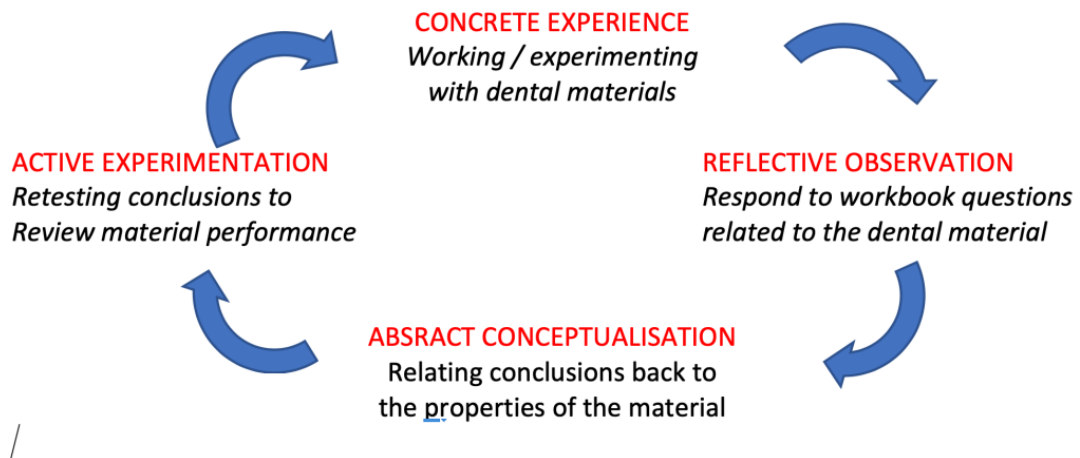 CONCRETE EXPERIENCE
Working / experimenting
with dental materials
REFLECTIVE OBSERVATION
Respond to workbook questions
related to the dental material
ABSRACT CONCEPTUALISATION
Relating conclusions back to
the properties of the material
ACTIVE EXPERIMENTATION
Retesting conclusions to
Review material performance